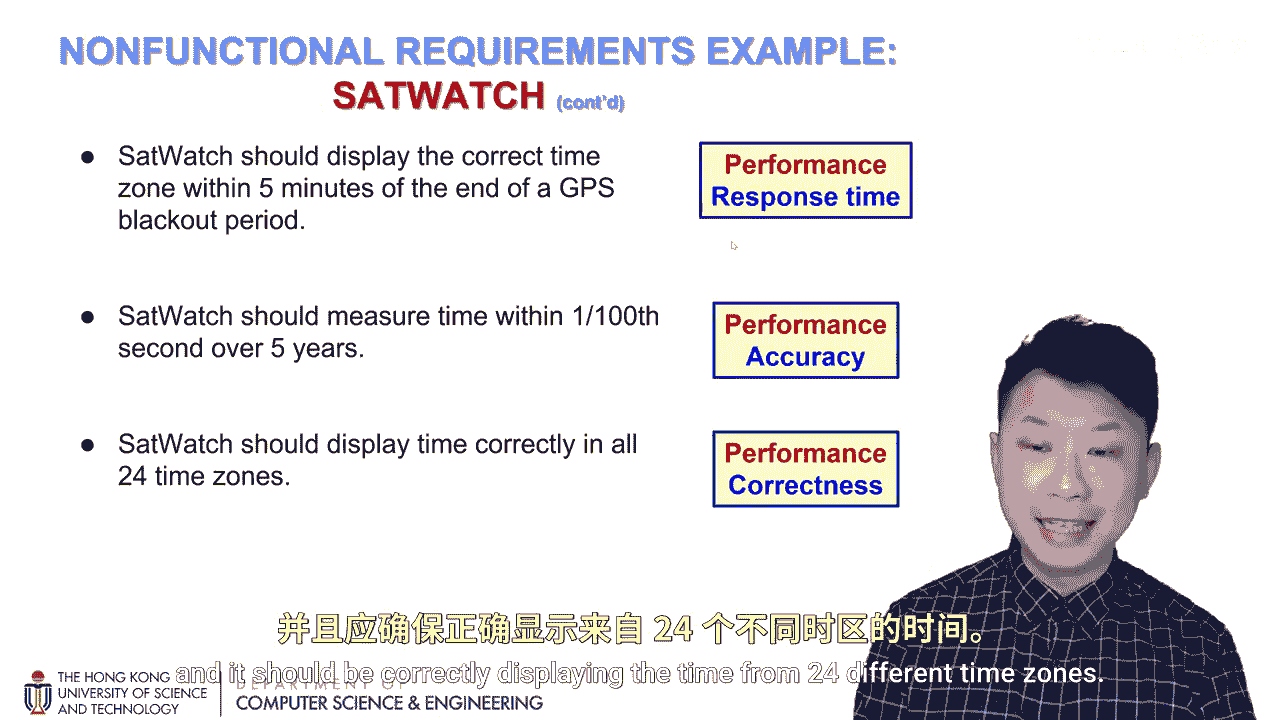 NONFUNCTIONAL REQUIREMENTS EXAMPLE:
SATWATCH (cont'd)
● SatWatch should display the correct time
zone within 5 minutes of the end of a GPS
blackout period.
Performance
Response time
● SatWatch should measure time within 1/100th
second over 5 years.
Performance
Accuracy
● SatWatch should display time correctly in all
24 time zones.
Performance
Correctness
并且应确保正确显示来自 24 个不同时区的时间。
and it should be correctly displaying the time from 24 different time zones.
THE HONG KONG
UNIVERSITY OF SCIENCE
AND TECHNOLOGY
DEPARTMENT OF
COMPUTER SCIENCE & ENGINEERING